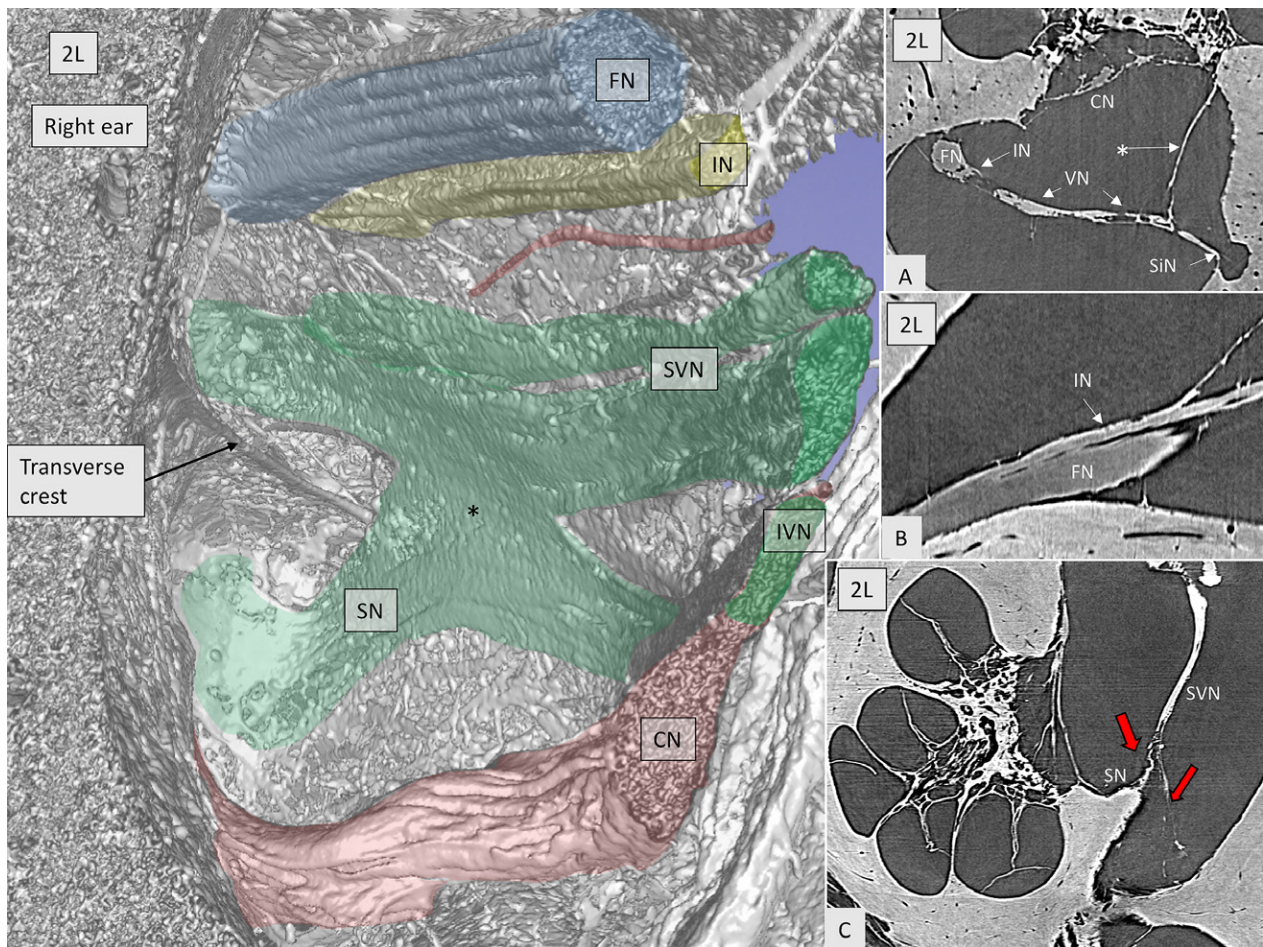 2L
Right ear
FN
IN
SVN
Transverse
crest
*
IVN
SN
CN
2L
CN
FN
IN
*
VN
SiN
A
2L
IN
FN
B
2L
SVN
SN
C